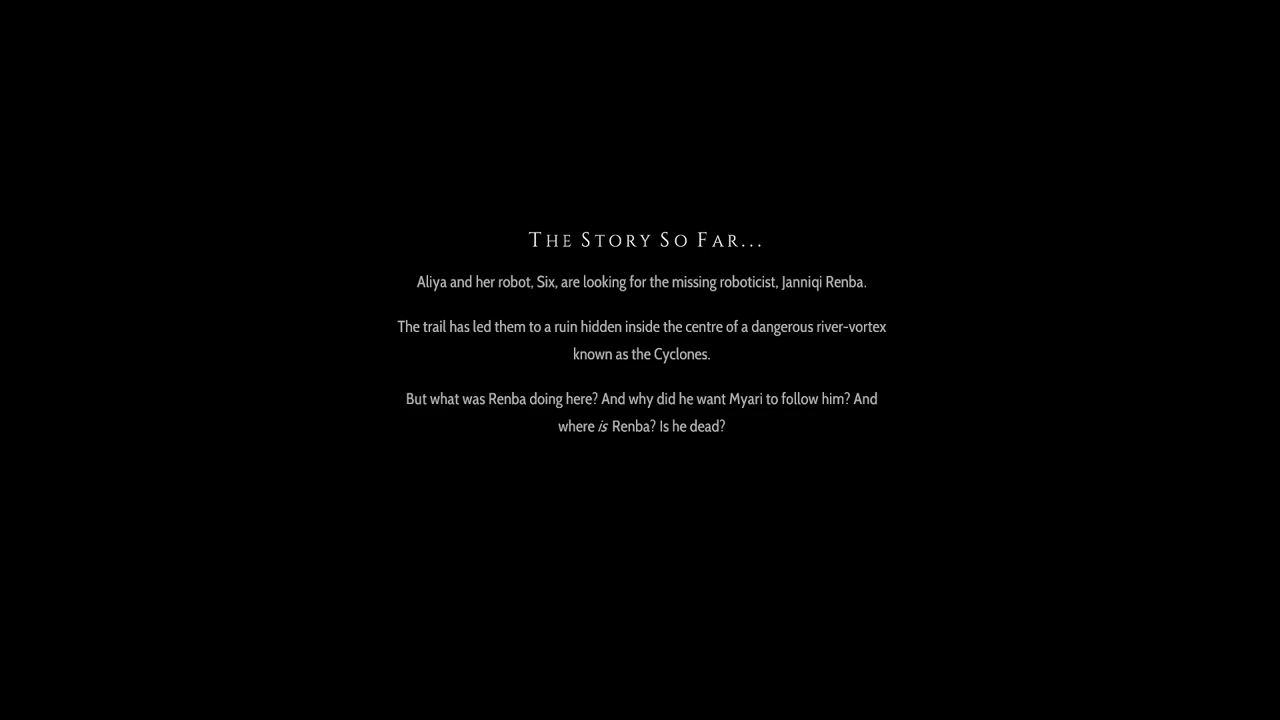 The Story So Far...
Aliya and her robot, Six, are looking for the missing roboticist, Janniqi Renba.
The trail has led them to a ruin hidden inside the centre of a dangerous river-vortex
known as the Cyclones.
But what was Renba doing here? And why did he want Myari to follow him? And
where is Renba? Is he dead?